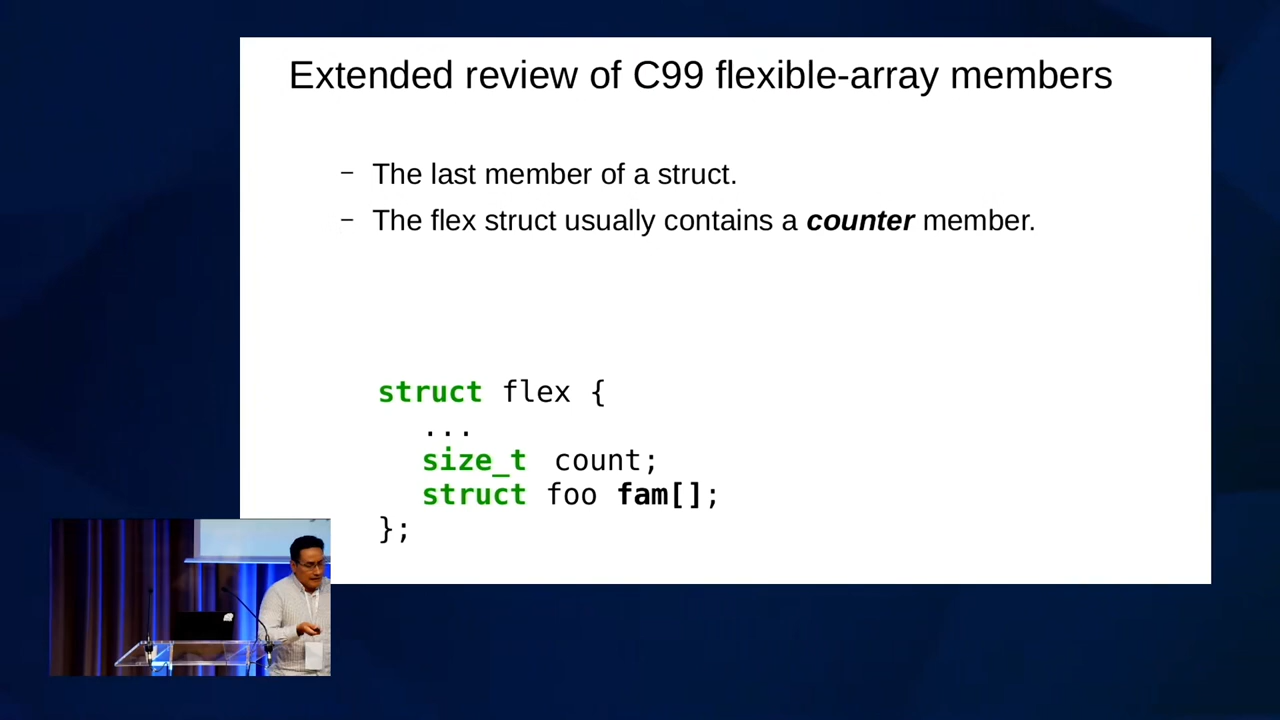 Extended review of C99 flexible-array members
– The last member of a struct.
– The flex struct usually contains a counter member.
struct flex {
...
size_t count;
struct foo fam[];
};